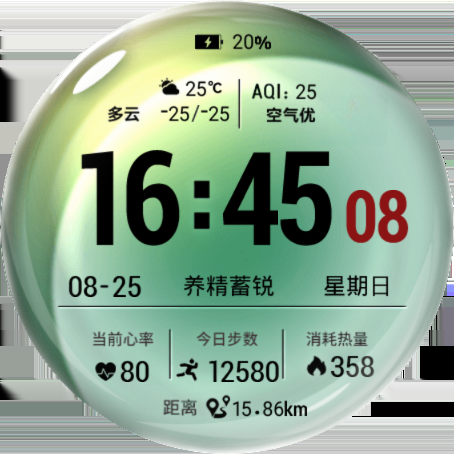 20%
25℃
AQI: 25
多云
-25/-25
空气优
16:45 08
08-25 养精蓄锐 星期日
当前心率 今日步数 消耗热量
80 12580 358
距离 15.86km